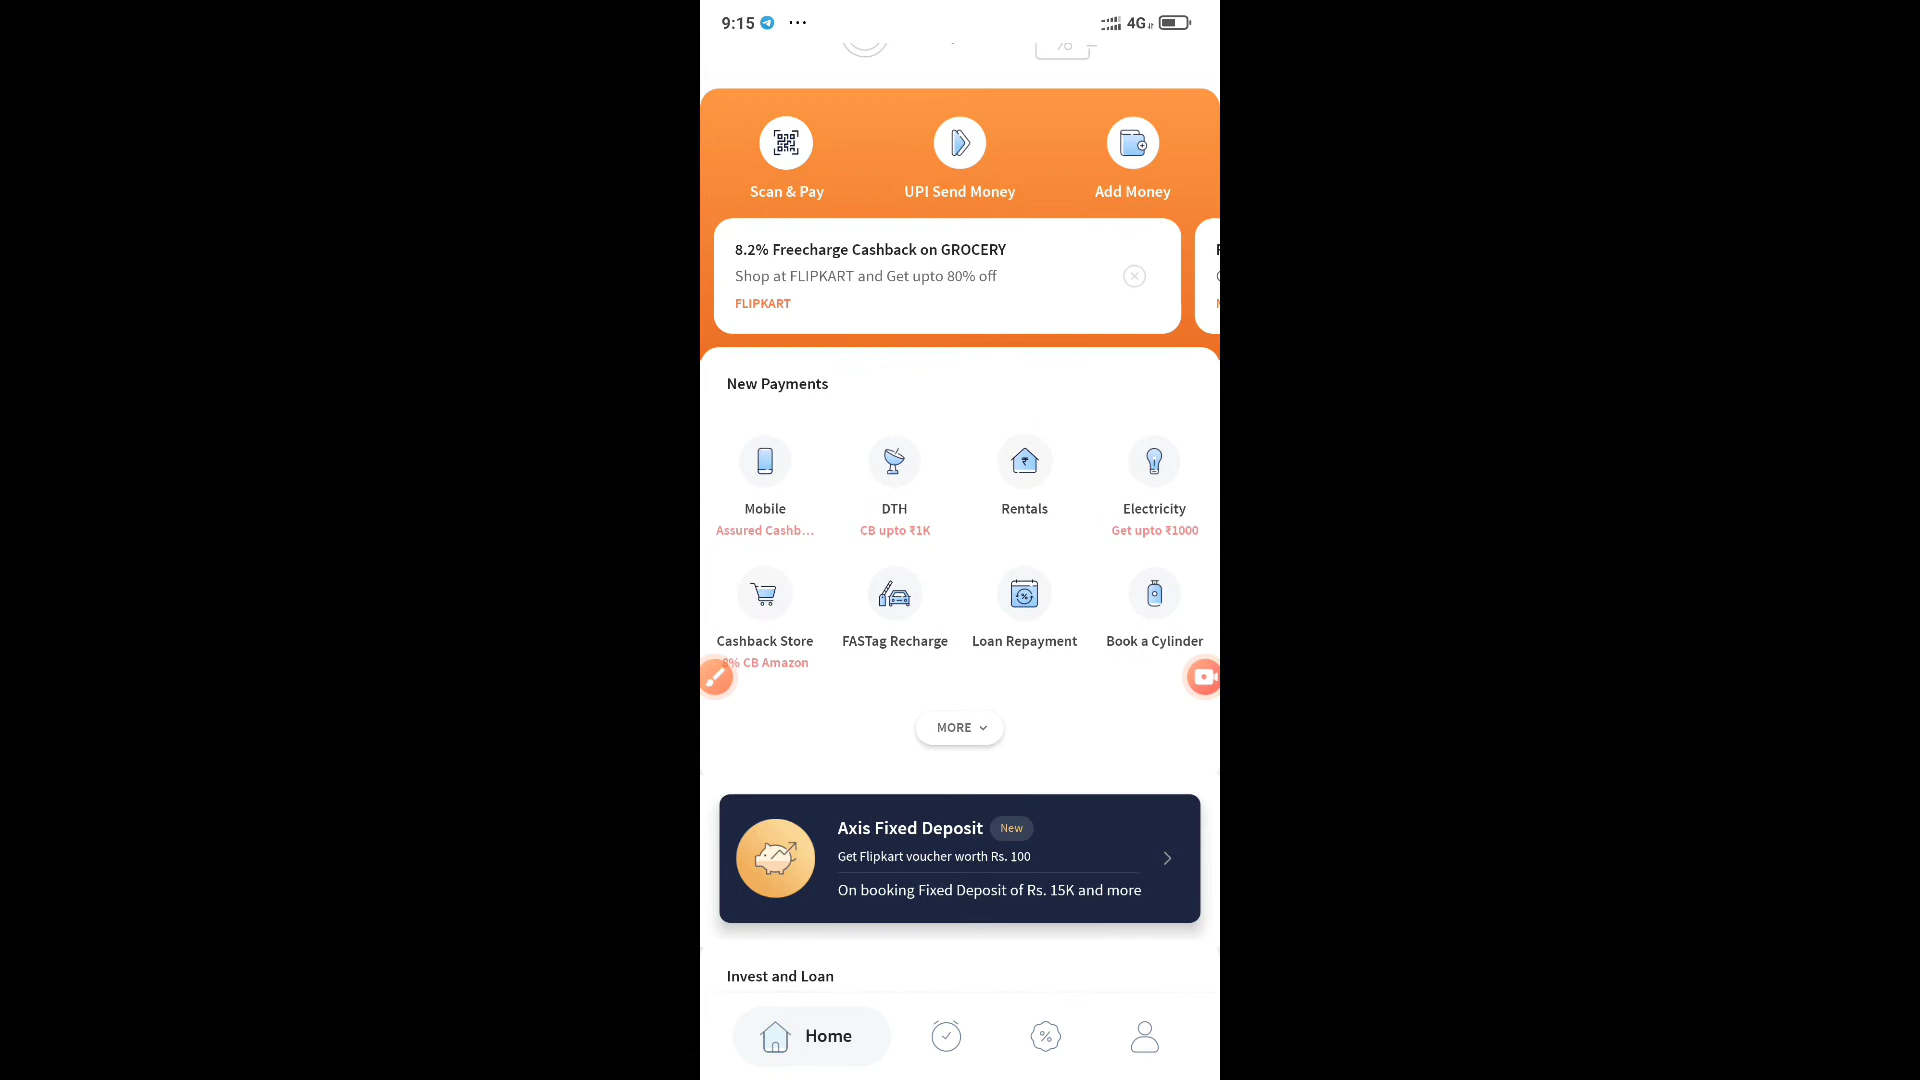 9:15 ... 4G
Scan & Pay
UPI Send Money
Add Money
8.2% Freecharge Cashback on GROCERY
Shop at FLIPKART and Get upto 80% off
FLIPKART
New Payments
Mobile
Assured Cashb...
DTH
CB upto ₹1K
Rentals
Electricity
Get upto ₹1000
Cashback Store
8% CB Amazon
FASTag Recharge
Loan Repayment
Book a Cylinder
MORE
Axis Fixed Deposit New
Get Flipkart voucher worth Rs. 100
On booking Fixed Deposit of Rs. 15K and more
Invest and Loan
Home